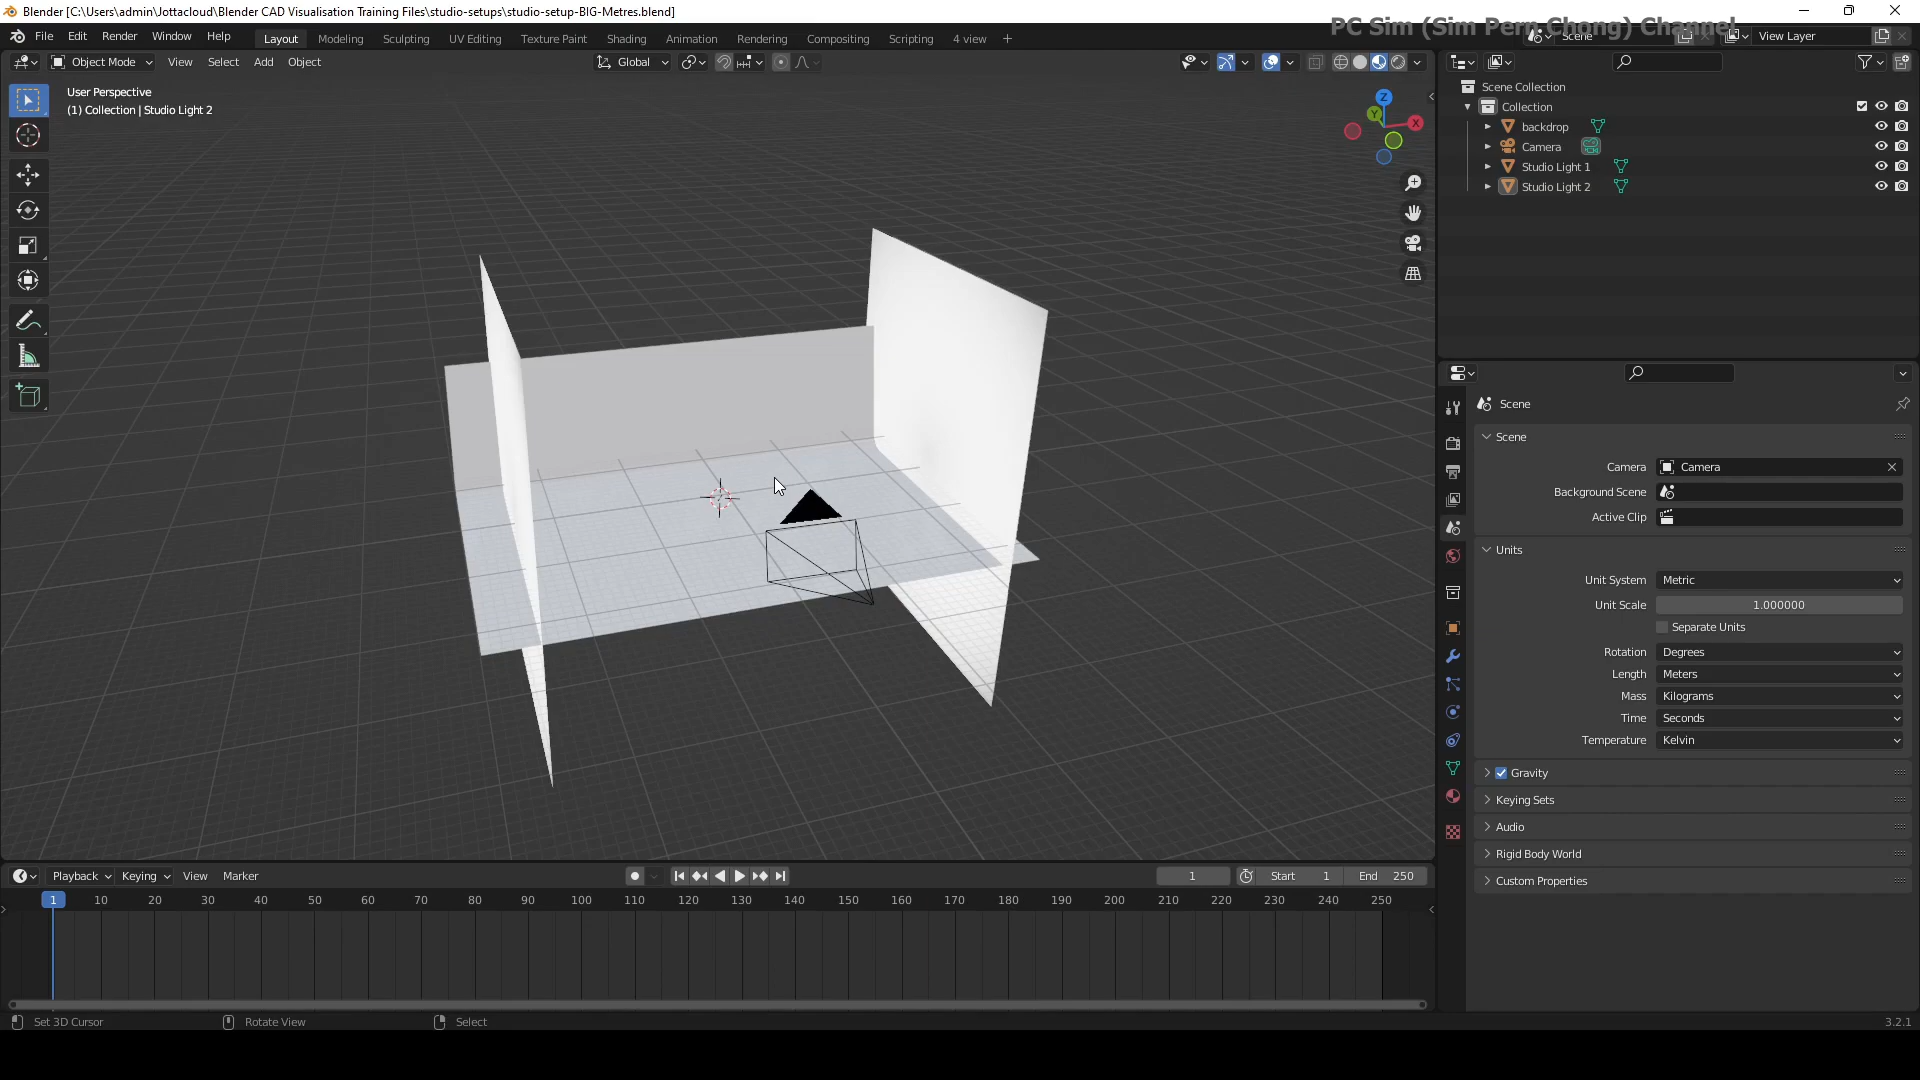 Blender [C:\Users\admin\Jottacloud\Blender CAD Visualisation Training Files\studio-setups\studio-setup-BIG-Metres.blend]
PC Sim (Sim Pern Chong) Channel
File Edit Render Window Help Layout Modeling Sculpting UV Editing Texture Paint Shading Animation Rendering Compositing Scripting 4 view + Scene View Layer
Object Mode View Select Add Object Global
User Perspective
(1) Collection | Studio Light 2
Z
Y
X
Scene Collection
Collection
backdrop
Camera
Studio Light 1
Studio Light 2
Scene
Scene
Camera Camera
Background Scene
Active Clip
Units
Unit System Metric
Unit Scale 1.000000
Separate Units
Rotation Degrees
Length Meters
Mass Kilograms
Time Seconds
Temperature Kelvin
Gravity
Keying Sets
Audio
Rigid Body World
Custom Properties
Playback Keying View Marker 1 Start 1 End 250
1 10 20 30 40 50 60 70 80 90 100 110 120 130 140 150 160 170 180 190 200 210 220 230 240 250
Set 3D Cursor Rotate View Select 3.2.1